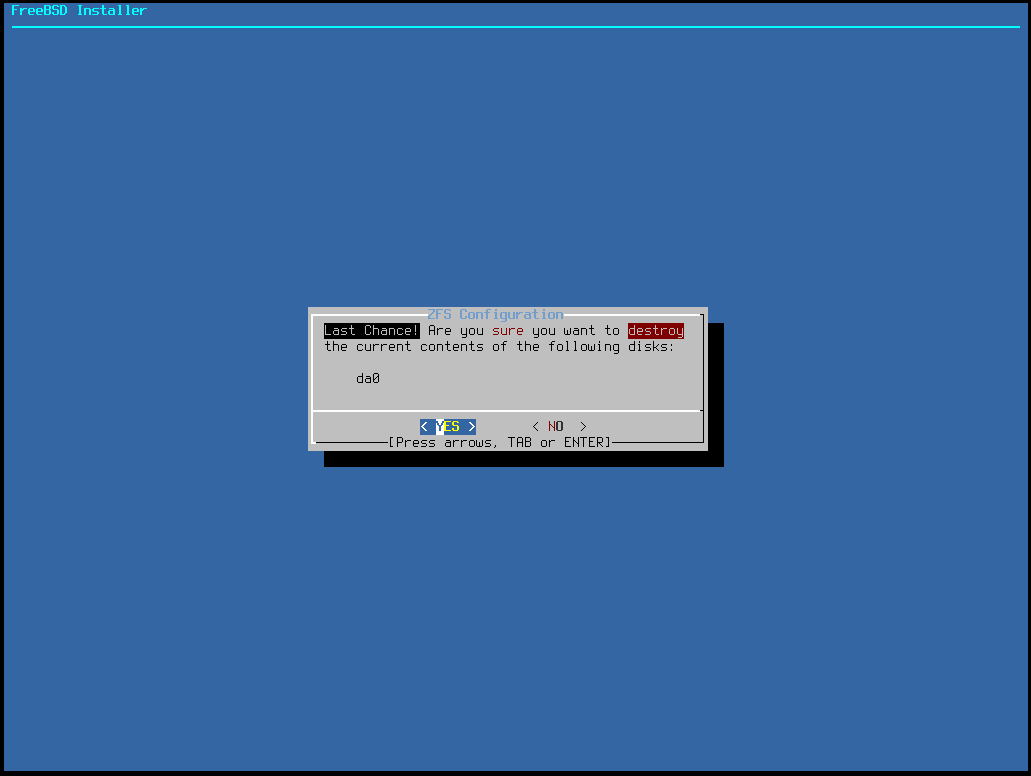 FreeBSD Installer
ZFS Configuration
Last Chance! Are you sure you want to destroy
the current contents of the following disks:
da0
< YES > < NO >
[Press arrows, TAB or ENTER]